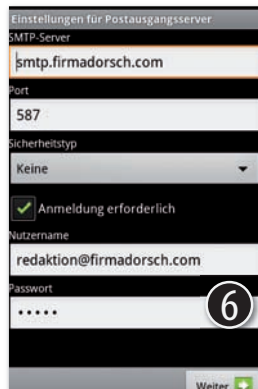 Einstellungen für Postausgangsserver
SMTP-Server
smtp.firmadorsch.com
Port
587
Sicherheitstyp
Keine
Anmeldung erforderlich
Nutzername
redaktion@firmadorsch.com
Passwort
•••••
6
Weiter